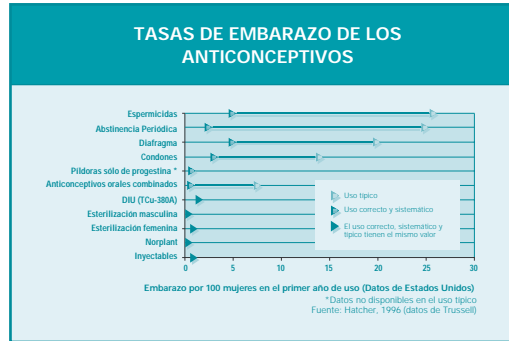 TASAS DE EMBARAZO DE LOS
ANTICONCEPTIVOS
Espermicidas
Abstinencia Periódica
Diafragma
Condones
Píldoras sólo de progestina *
Anticonceptivos orales combinados
DIU (TCu-380A)
Esterilización masculina
Esterilización femenina
Norplant
Inyectables
Uso típico
Uso correcto y sistemático
El uso correcto, sistemático y
típico tienen el mismo valor
0 5 10 15 20 25 30
Embarazo por 100 mujeres en el primer año de uso (Datos de Estados Unidos)
*Datos no disponibles en el uso típico
Fuente: Hatcher, 1996 (datos de Trussell)